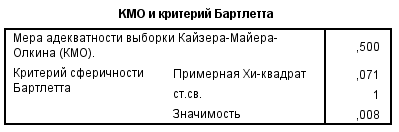 КМО и критерий Бартлетта
Мера адекватности выборки Кайзера-Майера-
Олкина (КМО). ,500
Критерий сферичности Примерная Хи-квадрат ,071
Бартлетта ст.св. 1
Значимость ,008